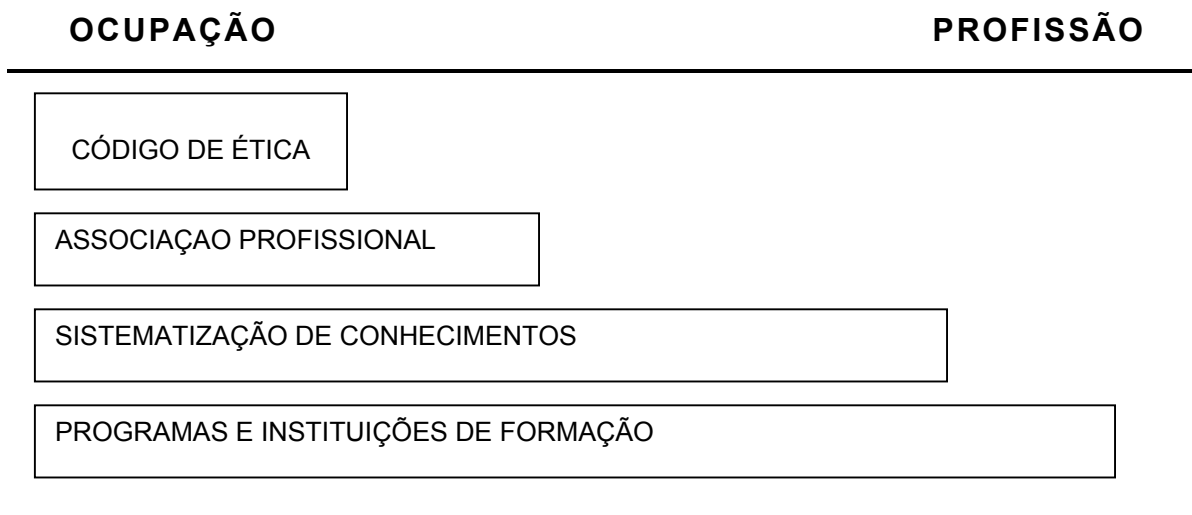 OCUPAÇÃO PROFISSÃO
CÓDIGO DE ÉTICA
ASSOCIAÇAO PROFISSIONAL
SISTEMATIZAÇÃO DE CONHECIMENTOS
PROGRAMAS E INSTITUIÇÕES DE FORMAÇÃO